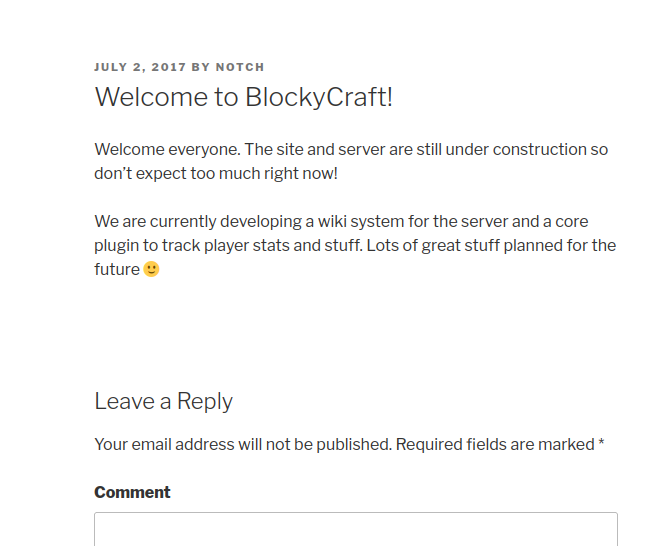 JULY 2, 2017 BY NOTCH
Welcome to BlockyCraft!
Welcome everyone. The site and server are still under construction so
don’t expect too much right now!
We are currently developing a wiki system for the server and a core
plugin to track player stats and stuff. Lots of great stuff planned for the
future 🙂
Leave a Reply
Your email address will not be published. Required fields are marked *
Comment